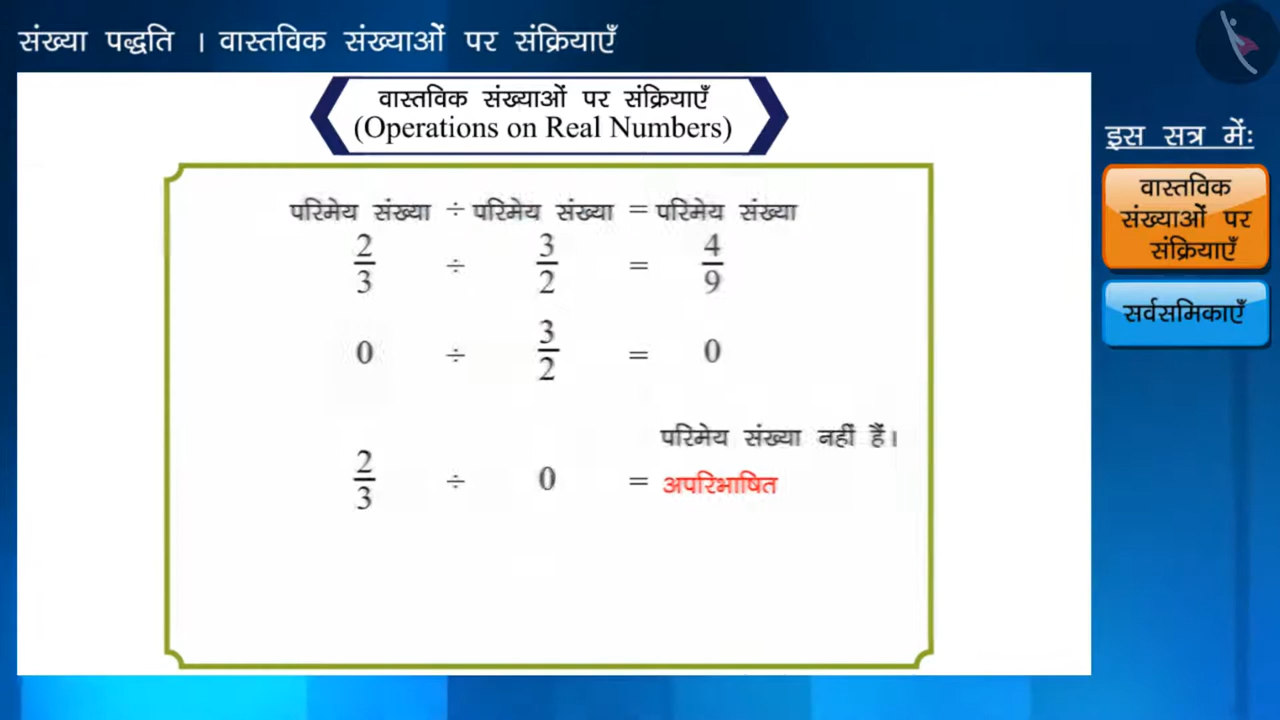 संख्या पद्धति । वास्तविक संख्याओं पर संक्रियाएँ
वास्तविक संख्याओं पर संक्रियाएँ
(Operations on Real Numbers)
परिमेय संख्या ÷ परिमेय संख्या = परिमेय संख्या
2/3 ÷ 3/2 = 4/9
0 ÷ 3/2 = 0
परिमेय संख्या नहीं हैं।
2/3 ÷ 0 = अपरिभाषित
इस सत्र में:
वास्तविक
संख्याओं पर
संक्रियाएँ
सर्वसमिकाएँ